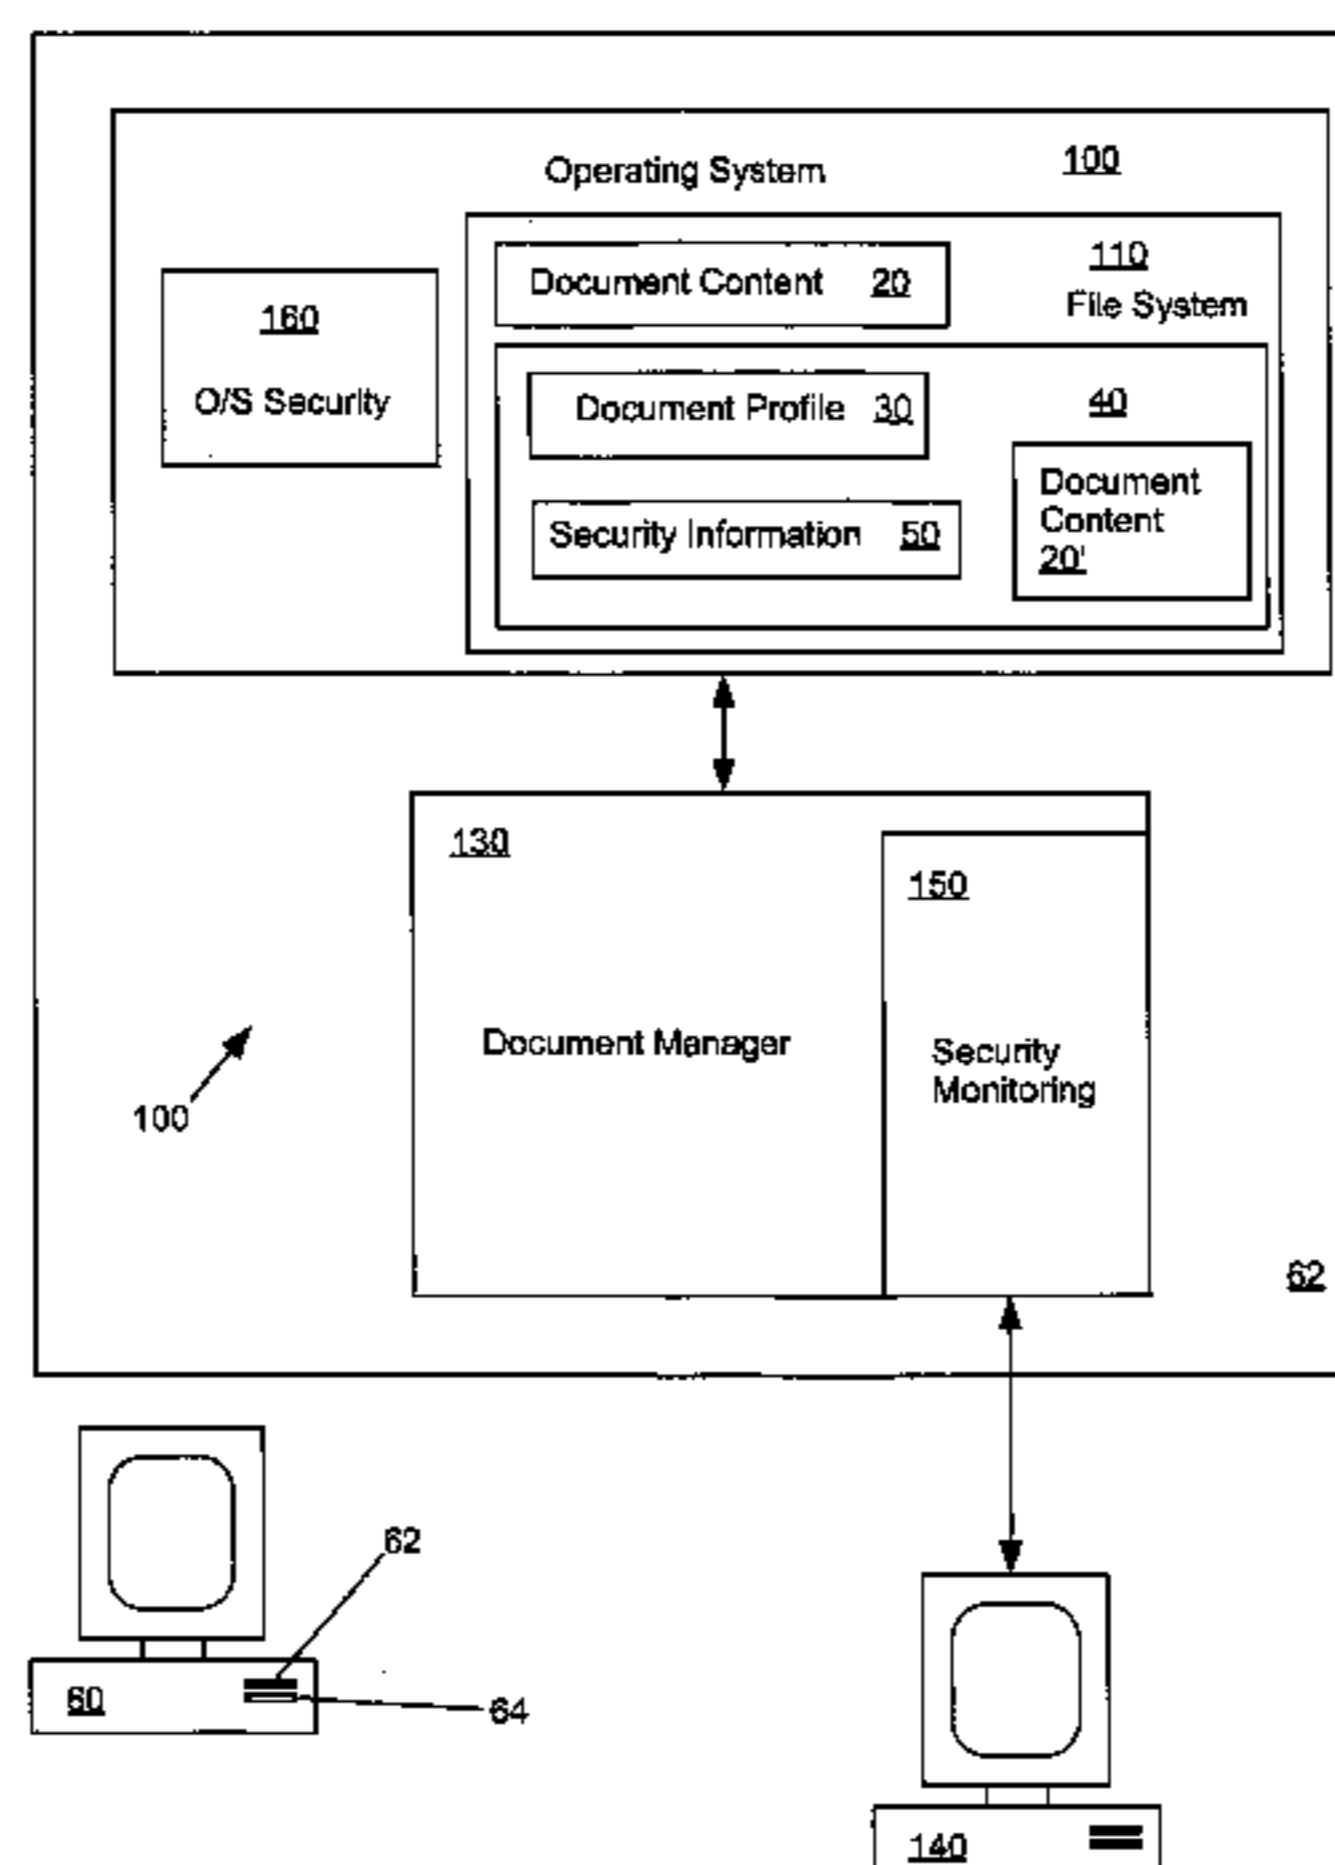 Operating System 100
Document Content 20
110
File System
160
O/S Security
Document Profile 30
40
Document
Content
20'
Security Information 50
130
150
Document Manager
Security
Monitoring
100
62
62
60
64
140